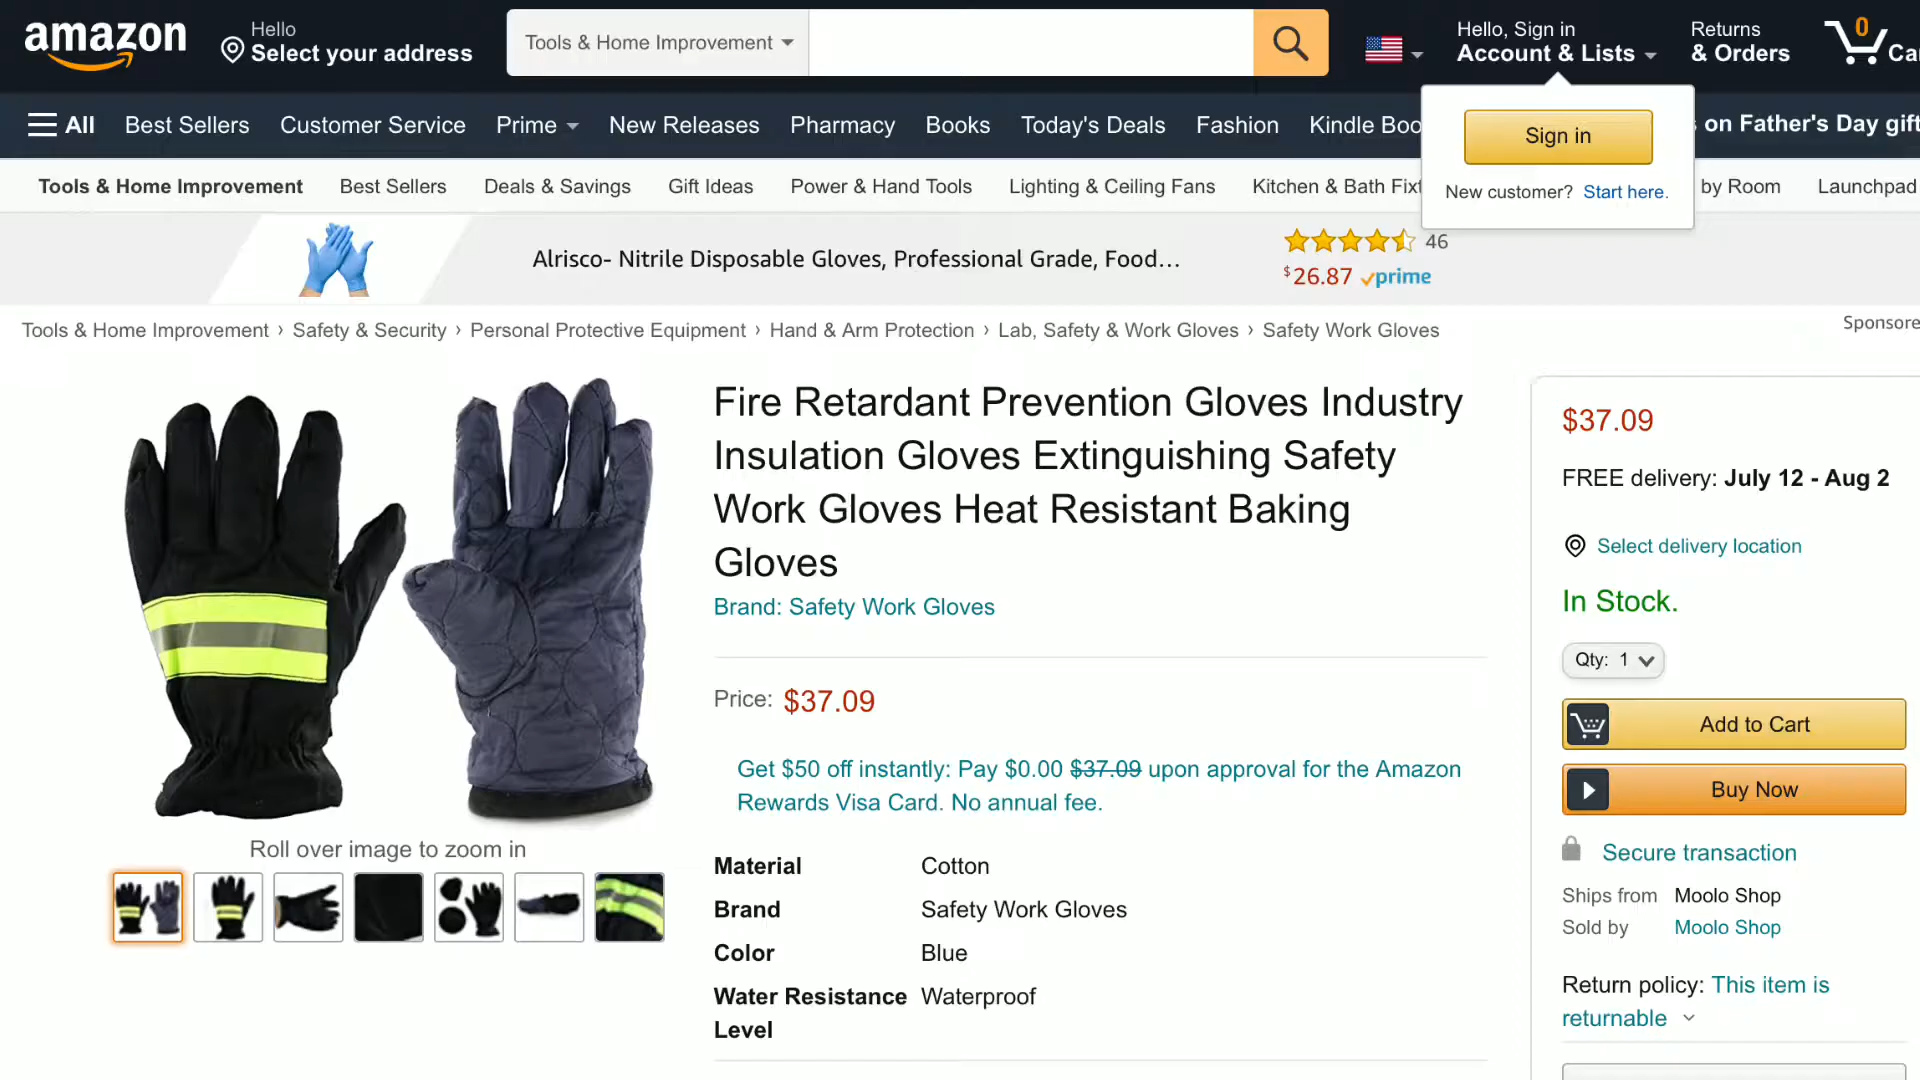 amazon
Hello
Select your address
Tools & Home Improvement
Hello, Sign in
Account & Lists
Returns
& Orders
0
All
Best Sellers
Customer Service
Prime
New Releases
Pharmacy
Books
Today's Deals
Fashion
Kindle Boo
Sign in
New customer? Start here.
on Father's Day gift
Tools & Home Improvement
Best Sellers
Deals & Savings
Gift Ideas
Power & Hand Tools
Lighting & Ceiling Fans
Kitchen & Bath Fixt
by Room
Launchpad
Alrisco- Nitrile Disposable Gloves, Professional Grade, Food…
46
$26.87 prime
Tools & Home Improvement › Safety & Security › Personal Protective Equipment › Hand & Arm Protection › Lab, Safety & Work Gloves › Safety Work Gloves
Sponsore
Fire Retardant Prevention Gloves Industry
Insulation Gloves Extinguishing Safety
Work Gloves Heat Resistant Baking
Gloves
Brand: Safety Work Gloves
Price: $37.09
Get $50 off instantly: Pay $0.00 $37.09 upon approval for the Amazon
Rewards Visa Card. No annual fee.
Material Cotton
Brand Safety Work Gloves
Color Blue
Water Resistance Waterproof
Level
Roll over image to zoom in
$37.09
FREE delivery: July 12 - Aug 2
Select delivery location
In Stock.
Qty: 1
Add to Cart
Buy Now
Secure transaction
Ships from Moolo Shop
Sold by Moolo Shop
Return policy: This item is
returnable